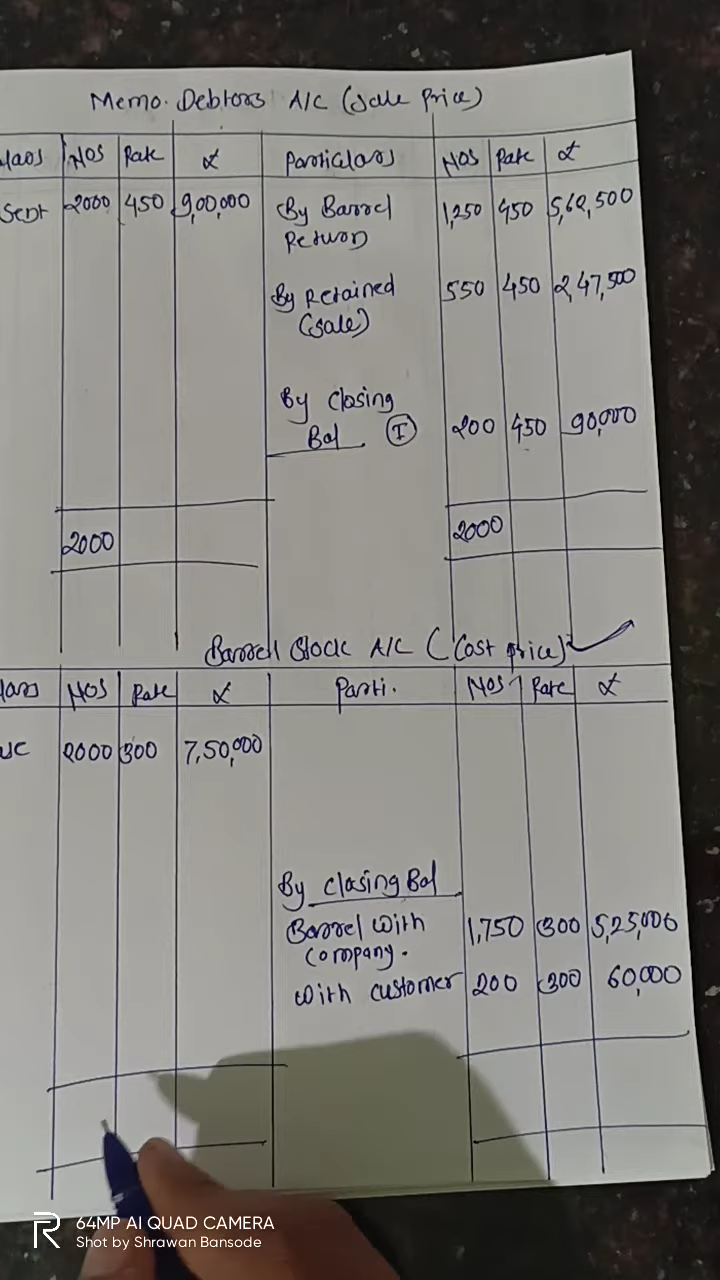 Memo. Debtors A/C (Sale Price)
lars Nos Rate ₹ Particlars Nos Rate ₹
Sent 2000 450 9,00,000 By Barrel Return 1,250 450 5,62,500
By Retained (sale) 550 450 2,47,500
By Closing Bal. I 200 450 90,000
2000 2000
Barrel Stock A/C (Cost price)
lars Nos Rate ₹ Parti. Nos Rate ₹
2000 300 7,50,000
By Closing Bal
Barrel with company. 1,750 300 5,25,000
with customer 200 300 60,000
R 64MP AI QUAD CAMERA
Shot by Shrawan Bansode